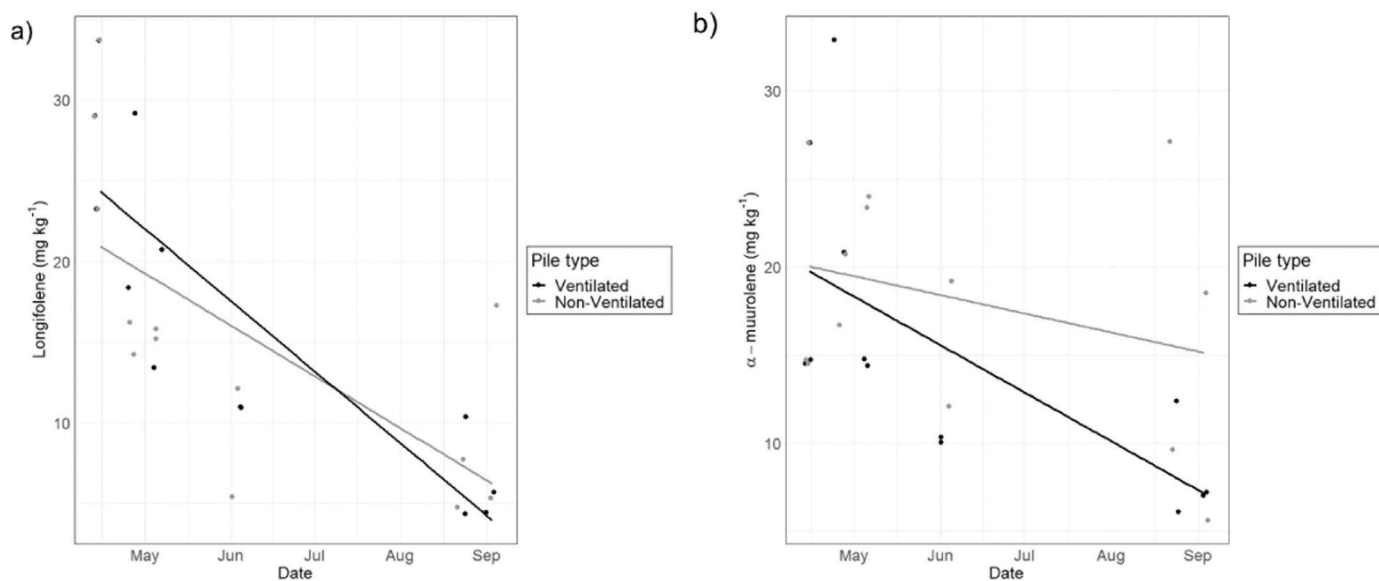 a)
Longifolene (mg kg⁻¹)
30
20
10
May Jun Jul Aug Sep
Date
Pile type
Ventilated
Non-Ventilated
b)
α – muurolene (mg kg⁻¹)
30
20
10
May Jun Jul Aug Sep
Date
Pile type
Ventilated
Non-Ventilated